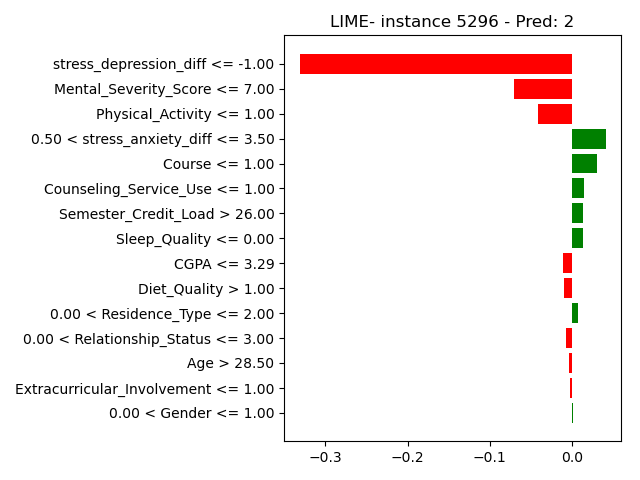 LIME- instance 5296 - Pred: 2
stress_depression_diff <= -1.00
Mental_Severity_Score <= 7.00
Physical_Activity <= 1.00
0.50 < stress_anxiety_diff <= 3.50
Course <= 1.00
Counseling_Service_Use <= 1.00
Semester_Credit_Load > 26.00
Sleep_Quality <= 0.00
CGPA <= 3.29
Diet_Quality > 1.00
0.00 < Residence_Type <= 2.00
0.00 < Relationship_Status <= 3.00
Age > 28.50
Extracurricular_Involvement <= 1.00
0.00 < Gender <= 1.00
−0.3 −0.2 −0.1 0.0